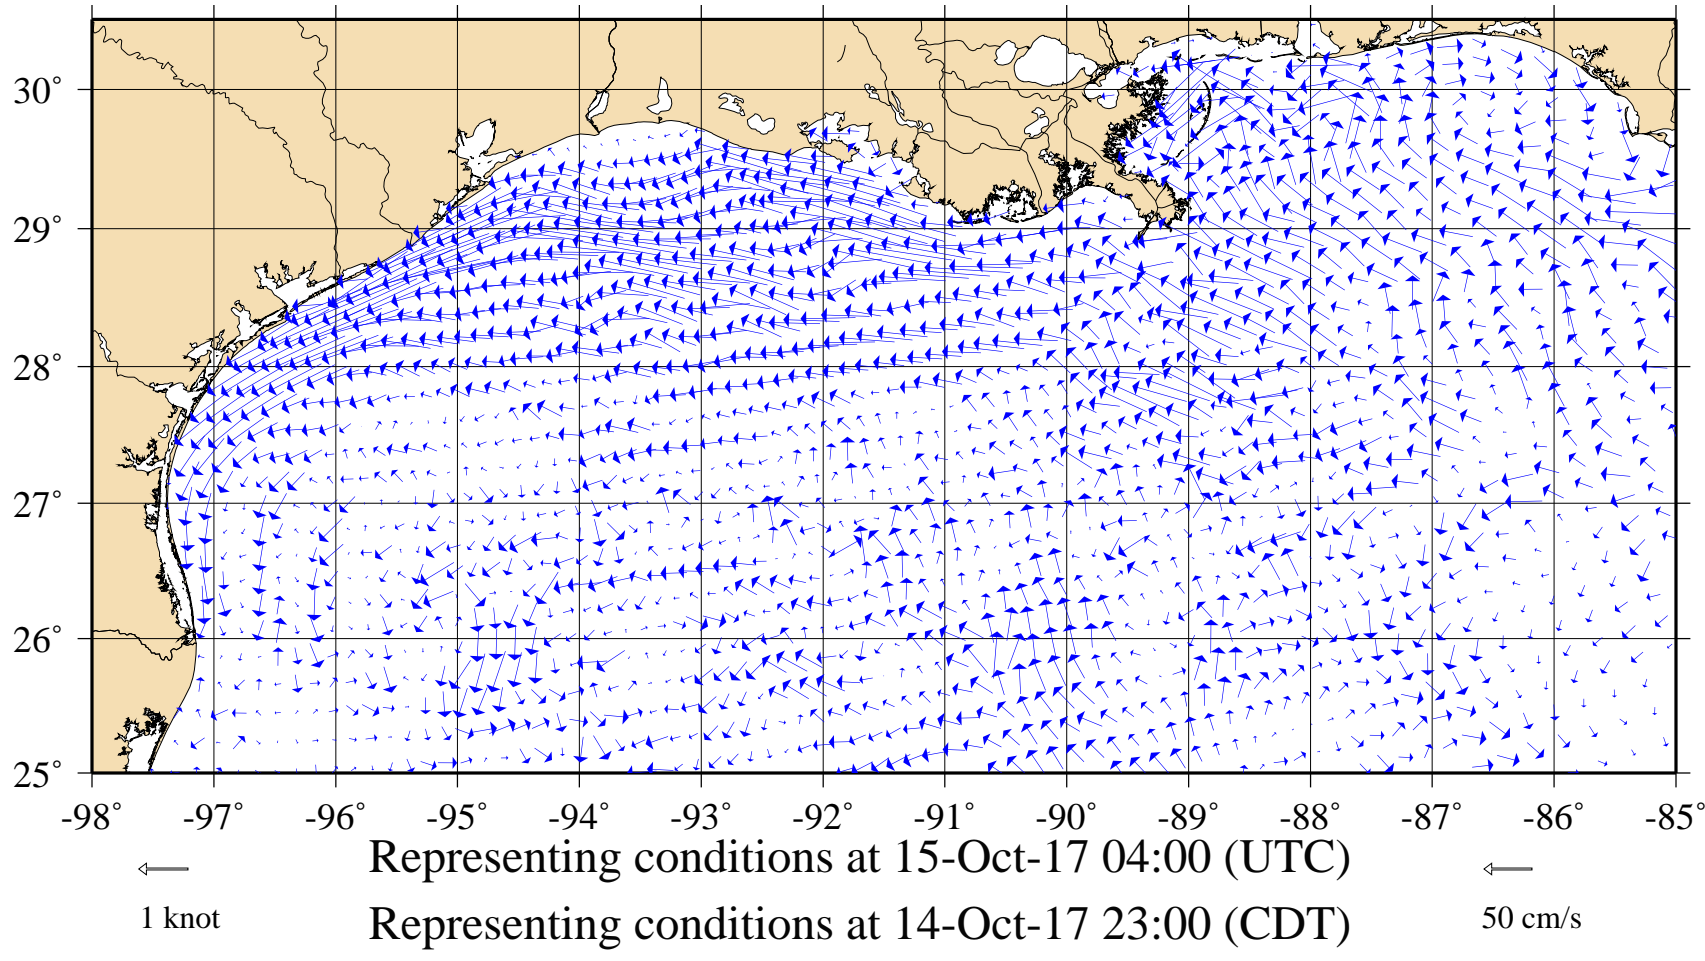 30°
29°
28°
27°
26°
25°
-98° -97° -96° -95° -94° -93° -92° -91° -90° -89° -88° -87° -86° -85°
Representing conditions at 15-Oct-17 04:00 (UTC)
1 knot
Representing conditions at 14-Oct-17 23:00 (CDT)
50 cm/s